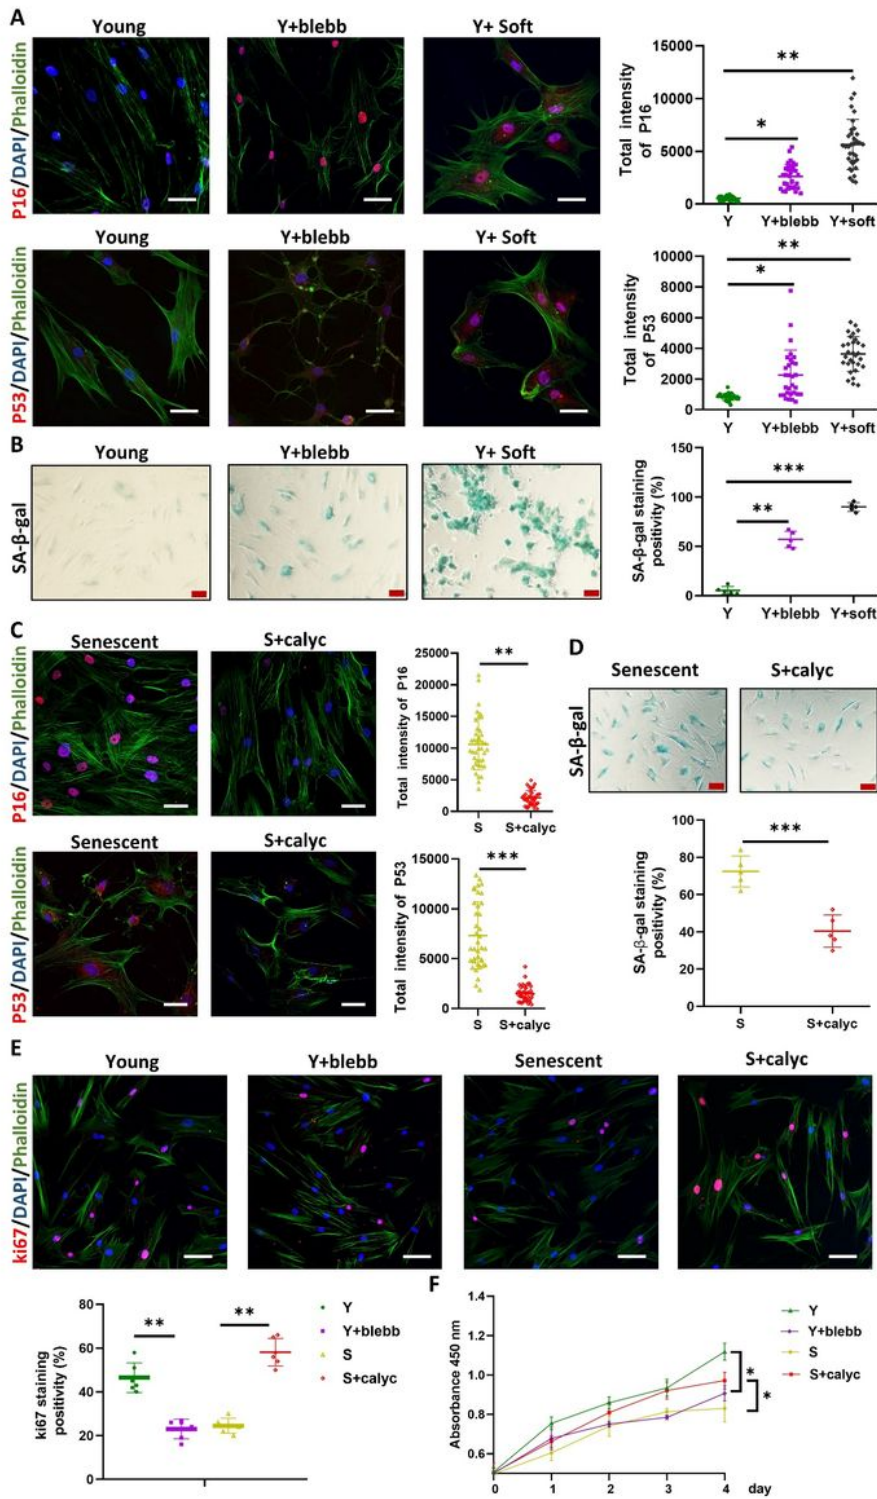 A
Young
Y+blebb
Y+ Soft
P16/DAPI/Phalloidin
Total intensity
of P16
15000
10000
5000
0
**
*
Y
Y+blebb
Y+soft
Young
Y+blebb
Y+ Soft
P53/DAPI/Phalloidin
Total intensity
of P53
10000
8000
6000
4000
2000
0
**
*
Y
Y+blebb
Y+soft
B
Young
Y+blebb
Y+ Soft
SA-β-gal
SA-β-gal staining
positivity (%)
150
100
50
0
***
**
Y
Y+blebb
Y+soft
C
Senescent
S+calyc
P16/DAPI/Phalloidin
Total intensity of P16
25000
20000
15000
10000
5000
0
**
S
S+calyc
Senescent
S+calyc
P53/DAPI/Phalloidin
Total intensity of P53
15000
10000
5000
0
***
S
S+calyc
D
Senescent
S+calyc
SA-β-gal
SA-β-gal staining
positivity (%)
100
80
60
40
20
0
***
S
S+calyc
E
Young
Y+blebb
Senescent
S+calyc
ki67/DAPI/Phalloidin
ki67 staining
positivity (%)
80
60
40
20
0
**
**
Y
Y+blebb
S
S+calyc
F
Absorbance 450 nm
1.4
1.2
1.0
0.8
0.6
0
1
2
3
4
day
*
*
Y
Y+blebb
S
S+calyc